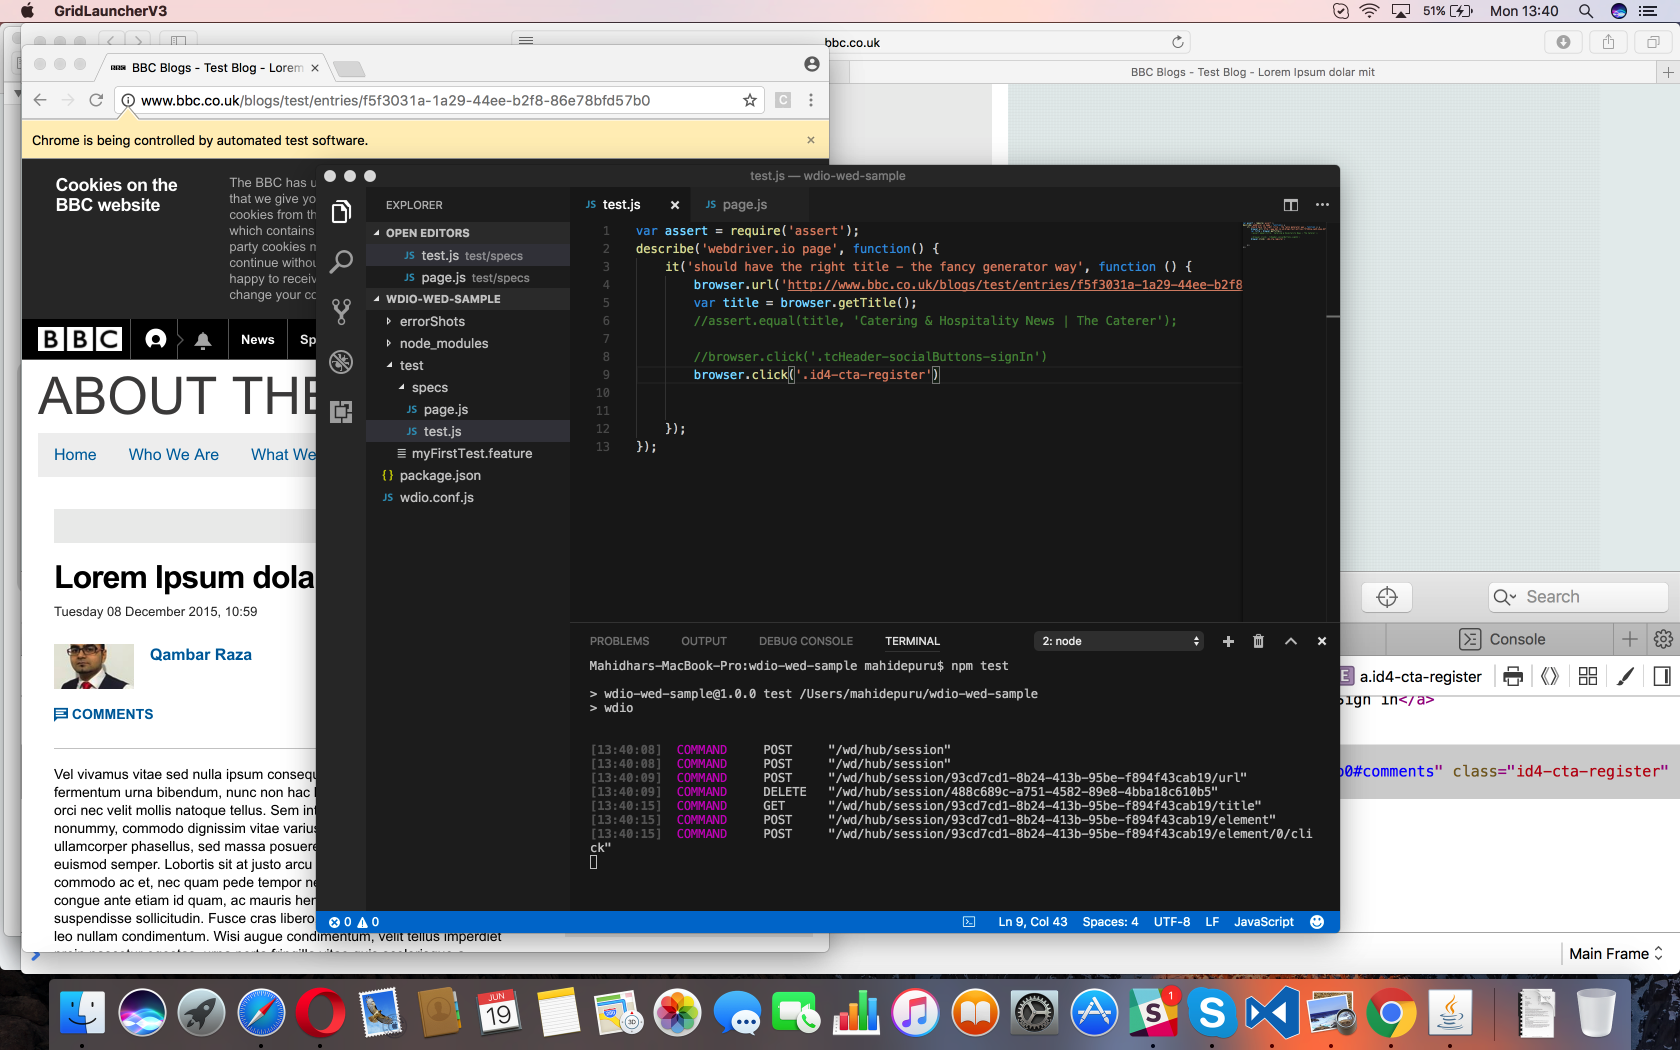 GridLauncherV3
51%
Mon 13:40
bbc.co.uk
BBC Blogs - Test Blog - Lorem Ipsum dolar mit
BBC Blogs - Test Blog - Lorem
www.bbc.co.uk/blogs/test/entries/f5f3031a-1a29-44ee-b2f8-86e78bfd57b0
Chrome is being controlled by automated test software.
Cookies on the
BBC website
The BBC has u
that we give yo
cookies from th
which contains
party cookies n
continue withou
happy to receiv
change your co
BBC
News
Sp
ABOUT THE
Home
Who We Are
What We
Lorem Ipsum dola
Tuesday 08 December 2015, 10:59
Qambar Raza
COMMENTS
Vel vivamus vitae sed nulla ipsum consequ
fermentum urna bibendum, nunc non hac l
orci nec velit mollis natoque tellus. Sem int
nonummy, commodo dignissim vitae varius
ullamcorper phasellus, sed massa posuere
euismod semper. Lobortis sit at justo arcu
commodo ac et, nec quam pede tempor ne
congue ante etiam id quam, ac mauris hen
suspendisse sollicitudin. Fusce cras libero
leo nullam condimentum. Wisi augue condimentum, velit tellus imperdiet
test.js — wdio-wed-sample
EXPLORER
OPEN EDITORS
JS test.js test/specs
JS page.js test/specs
WDIO-WED-SAMPLE
errorShots
node_modules
test
specs
JS page.js
JS test.js
myFirstTest.feature
{} package.json
JS wdio.conf.js
JS test.js
JS page.js
1 var assert = require('assert');
2 describe('webdriver.io page', function() {
3 it('should have the right title - the fancy generator way', function () {
4 browser.url('http://www.bbc.co.uk/blogs/test/entries/f5f3031a-1a29-44ee-b2f8
5 var title = browser.getTitle();
6 //assert.equal(title, 'Catering & Hospitality News | The Caterer');
7
8 //browser.click('.tcHeader-socialButtons-signIn')
9 browser.click('.id4-cta-register')
10
11
12 });
13 });
PROBLEMS
OUTPUT
DEBUG CONSOLE
TERMINAL
2: node
Mahidhars-MacBook-Pro:wdio-wed-sample mahidepuru$ npm test
> wdio-wed-sample@1.0.0 test /Users/mahidepuru/wdio-wed-sample
> wdio
[13:40:08] COMMAND POST "/wd/hub/session"
[13:40:08] COMMAND POST "/wd/hub/session"
[13:40:09] COMMAND POST "/wd/hub/session/93cd7cd1-8b24-413b-95be-f894f43cab19/url"
[13:40:09] COMMAND DELETE "/wd/hub/session/488c689c-a751-4582-89e8-4bba18c610b5"
[13:40:15] COMMAND GET "/wd/hub/session/93cd7cd1-8b24-413b-95be-f894f43cab19/title"
[13:40:15] COMMAND POST "/wd/hub/session/93cd7cd1-8b24-413b-95be-f894f43cab19/element"
[13:40:15] COMMAND POST "/wd/hub/session/93cd7cd1-8b24-413b-95be-f894f43cab19/element/0/cli
ck"
0
0
Ln 9, Col 43
Spaces: 4
UTF-8
LF
JavaScript
Search
Console
E a.id4-cta-register
sign in</a>
b0#comments" class="id4-cta-register"
Main Frame
JUN
19
3D
1